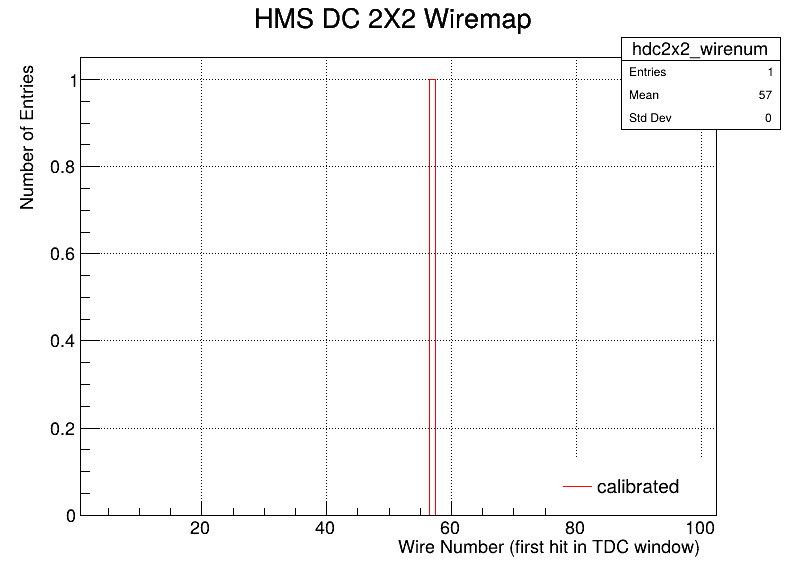 HMS DC 2X2 Wiremap
hdc2x2_wirenum
Entries 1
Mean 57
Std Dev 0
Number of Entries
1
0.8
0.6
0.4
0.2
0
calibrated
20 40 60 80 100
Wire Number (first hit in TDC window)